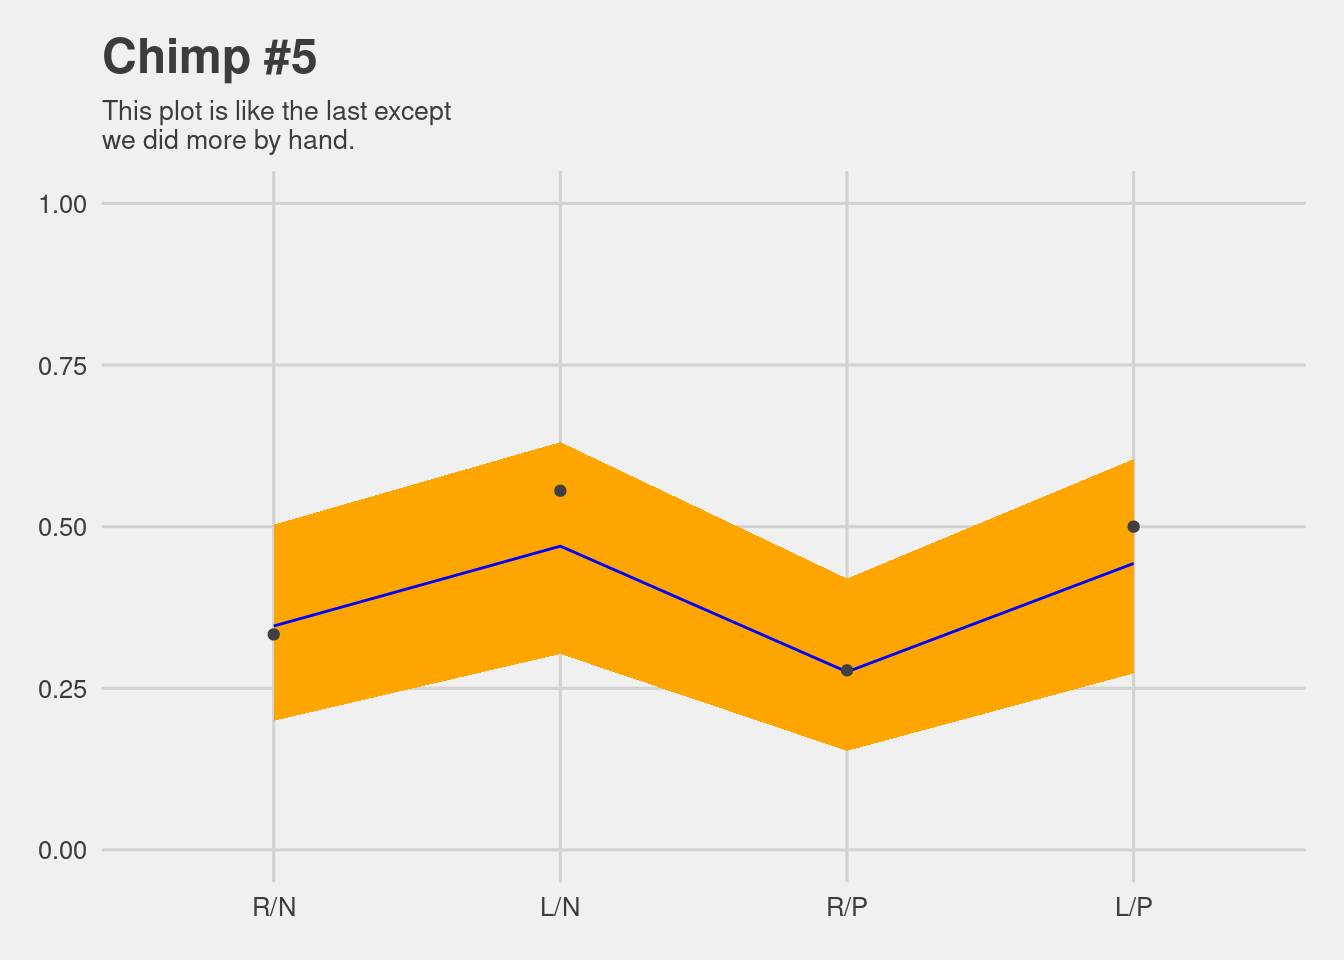 Chimp #5
This plot is like the last except
we did more by hand.
1.00
0.75
0.50
0.25
0.00
R/N L/N R/P L/P